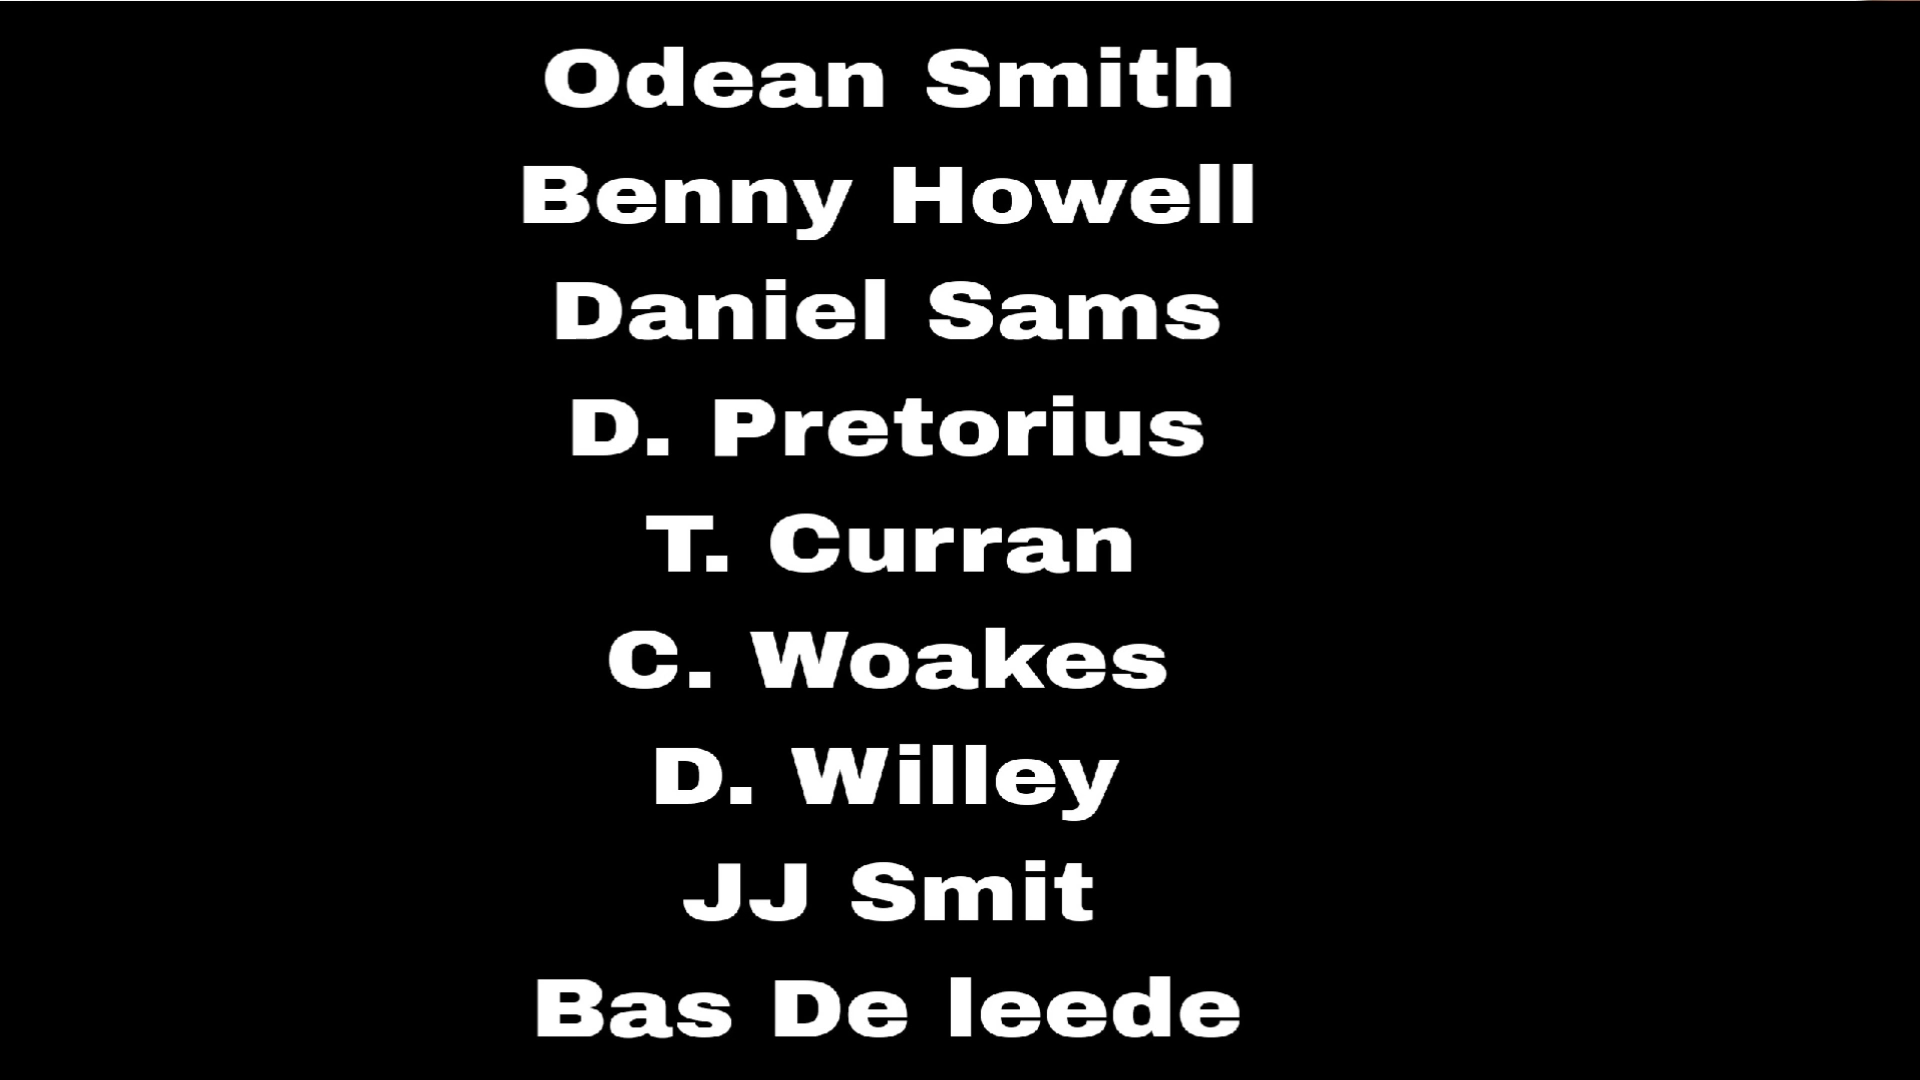 Odean Smith
Benny Howell
Daniel Sams
D. Pretorius
T. Curran
C. Woakes
D. Willey
JJ Smit
Bas De leede